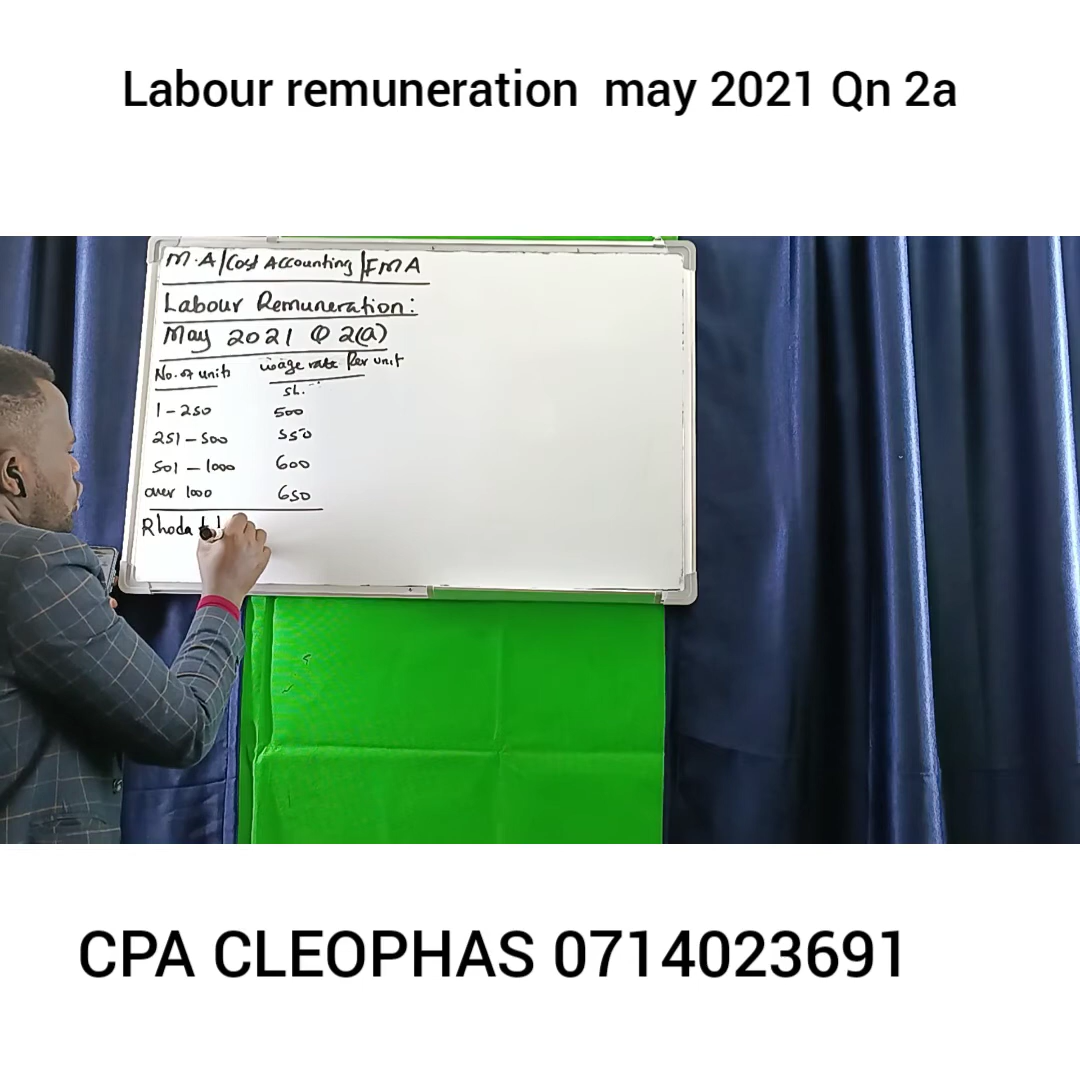 Labour remuneration may 2021 Qn 2a
M.A/Cost Accounting/FMA
Labour Remuneration:
May 2021 Q 2(a)
No. of units wage rate Per unit
sh.
1 - 250 500
251 - 500 550
501 - 1000 600
over 1000 650
Rhoda
CPA CLEOPHAS 0714023691